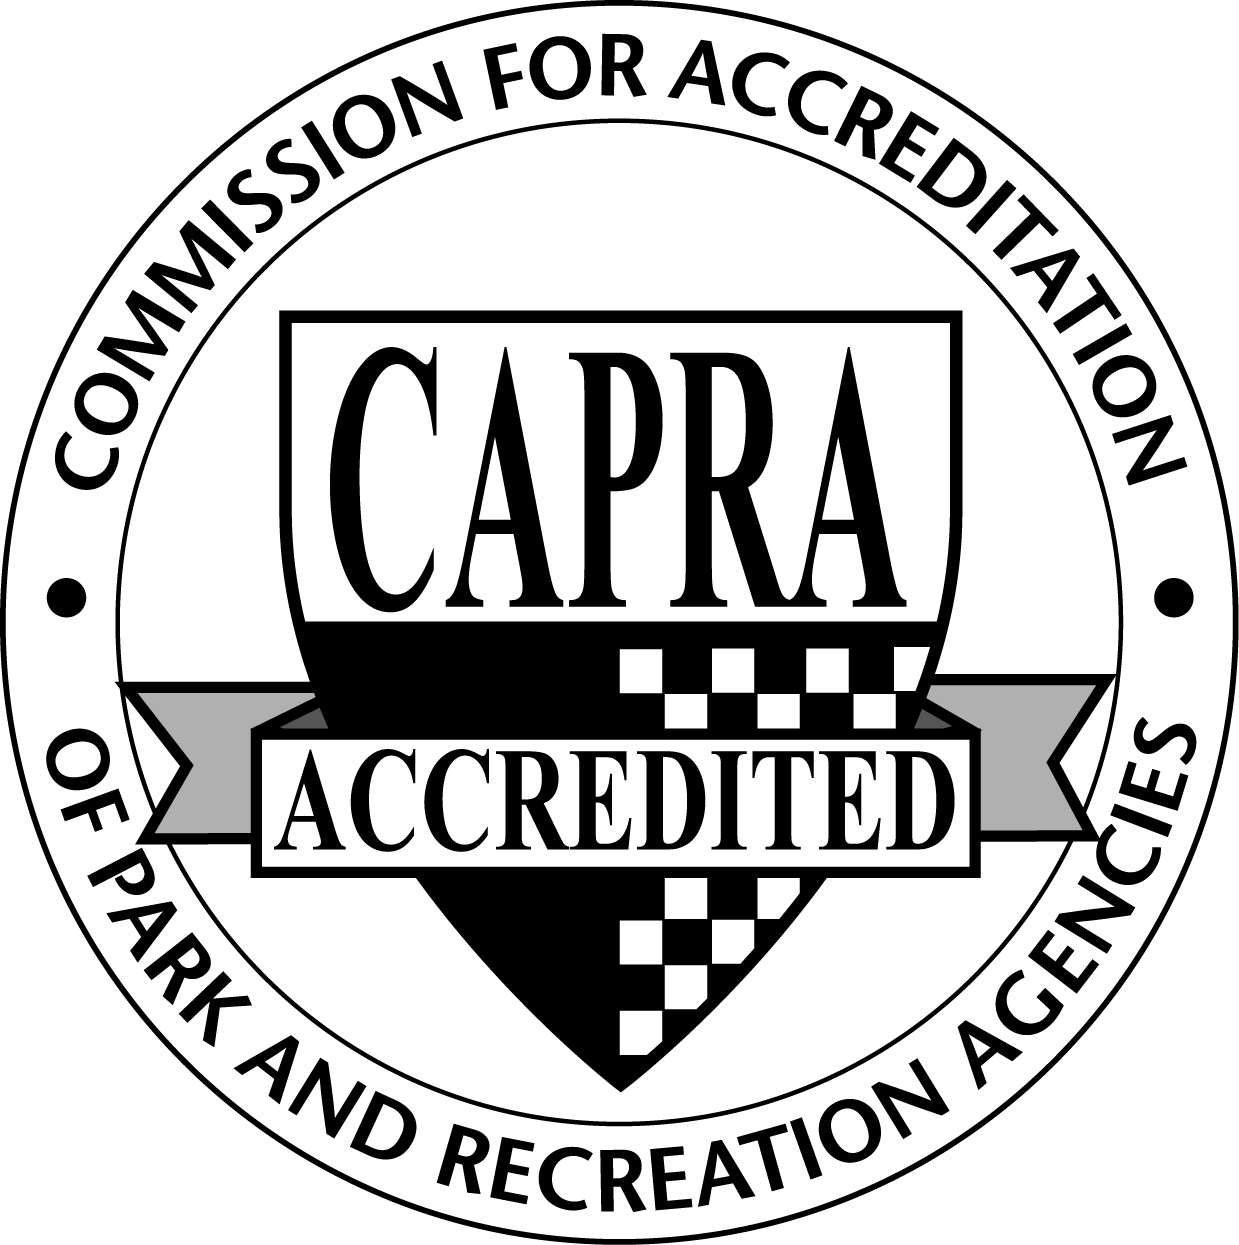 COMMISSION FOR ACCREDITATION
CAPRA
ACCREDITED
• OF PARK AND RECREATION AGENCIES •